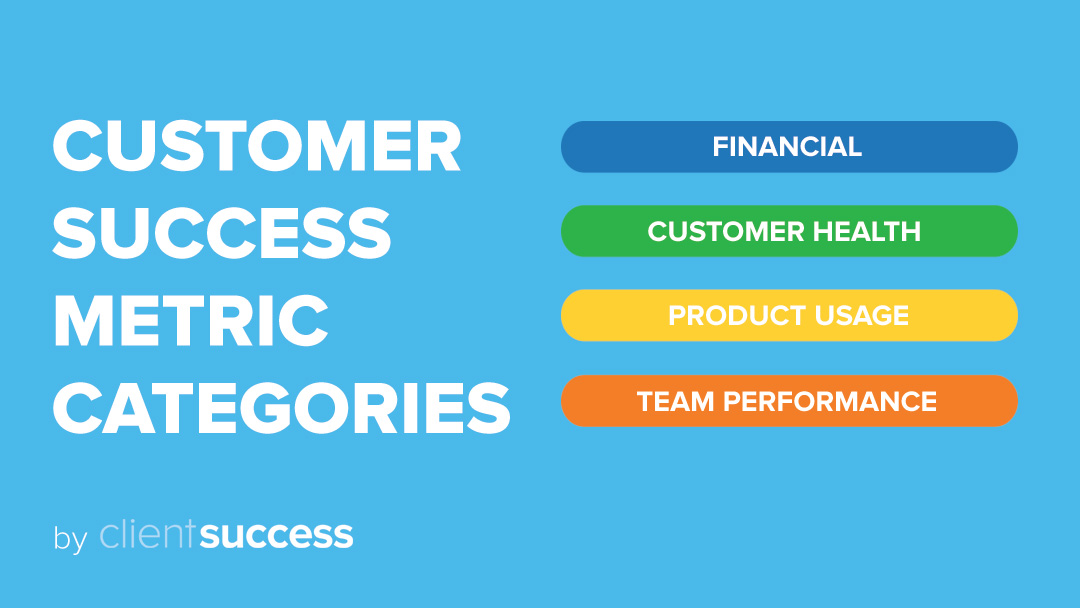 CUSTOMER
SUCCESS
METRIC
CATEGORIES
by clientsuccess
FINANCIAL
CUSTOMER HEALTH
PRODUCT USAGE
TEAM PERFORMANCE